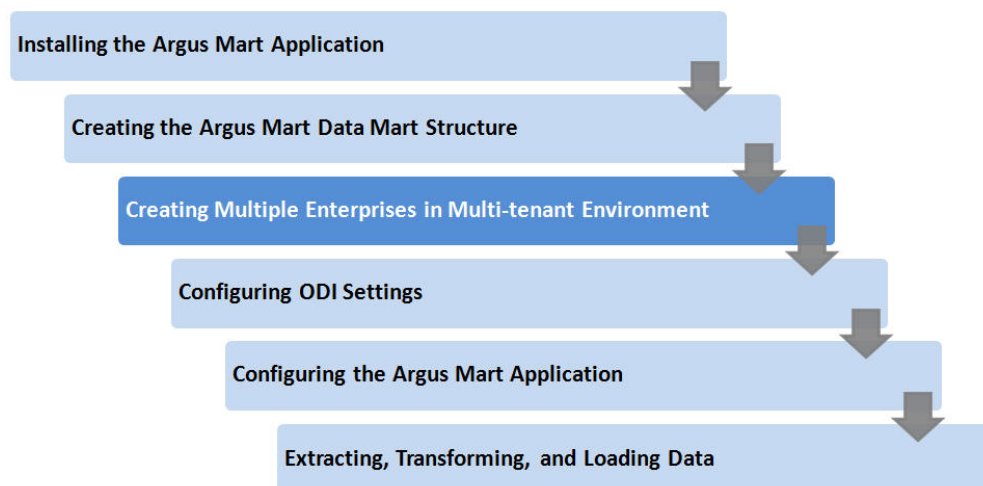 Installing the Argus Mart Application
Creating the Argus Mart Data Mart Structure
Creating Multiple Enterprises in Multi-tenant Environment
Configuring ODI Settings
Configuring the Argus Mart Application
Extracting, Transforming, and Loading Data